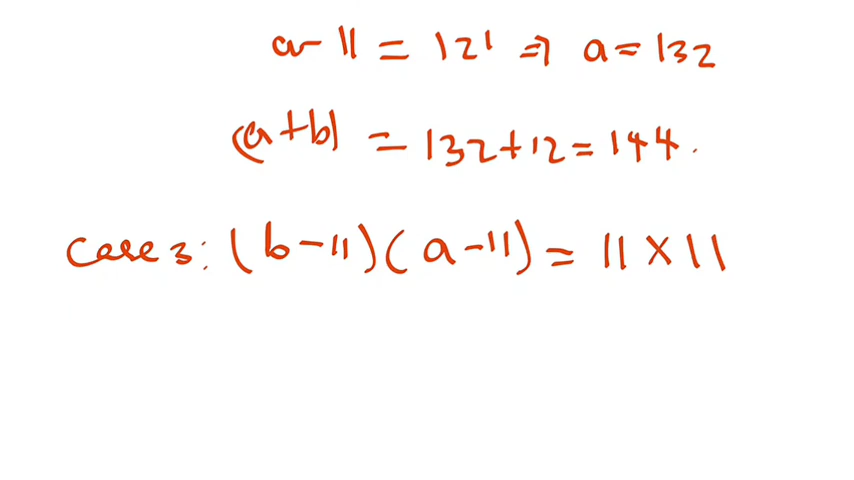 a-11 = 121 ⇒ a = 132
(a+b) = 132+12 = 144.
Case 3: (b-11)(a-11) = 11 × 11